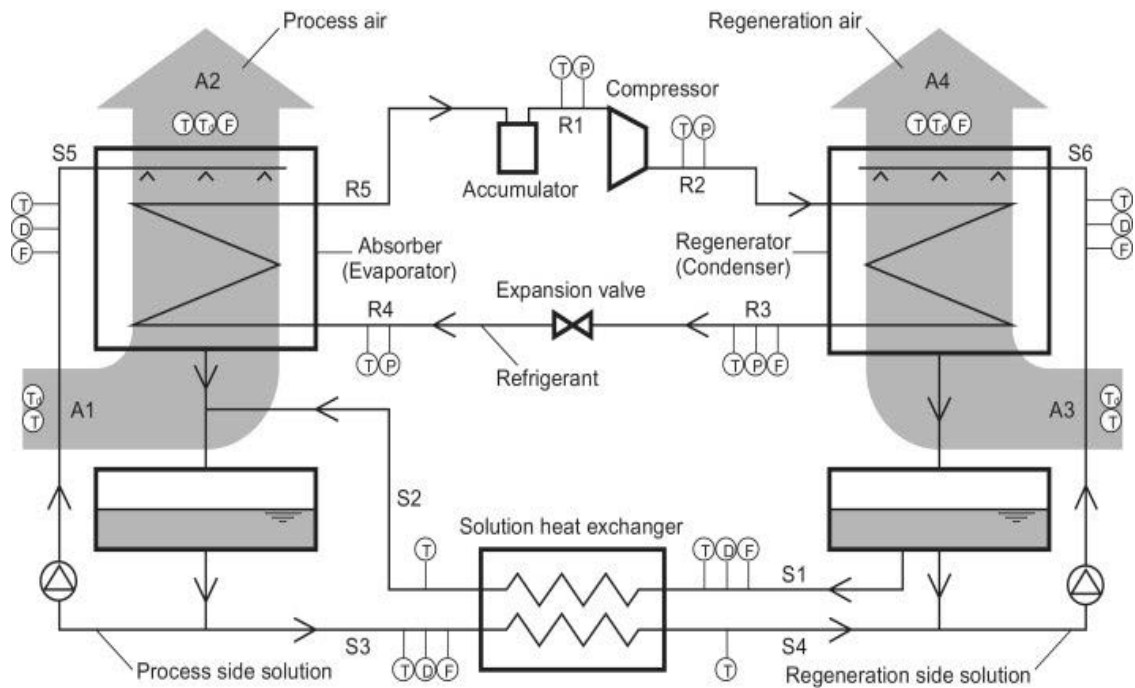 Process air
Regeneration air
A2
A4
T P
Compressor
T Td F
R1
T P
T Td F
S5
R2
S6
R5
Accumulator
T
D
F
T
D
F
Absorber
(Evaporator)
Regenerator
(Condenser)
Expansion valve
R4
R3
T P
Refrigerant
T P F
Td
T
A1
A3
Td
T
S2
Solution heat exchanger
T
T D F
S1
S3
T D F
S4
T
Process side solution
Regeneration side solution